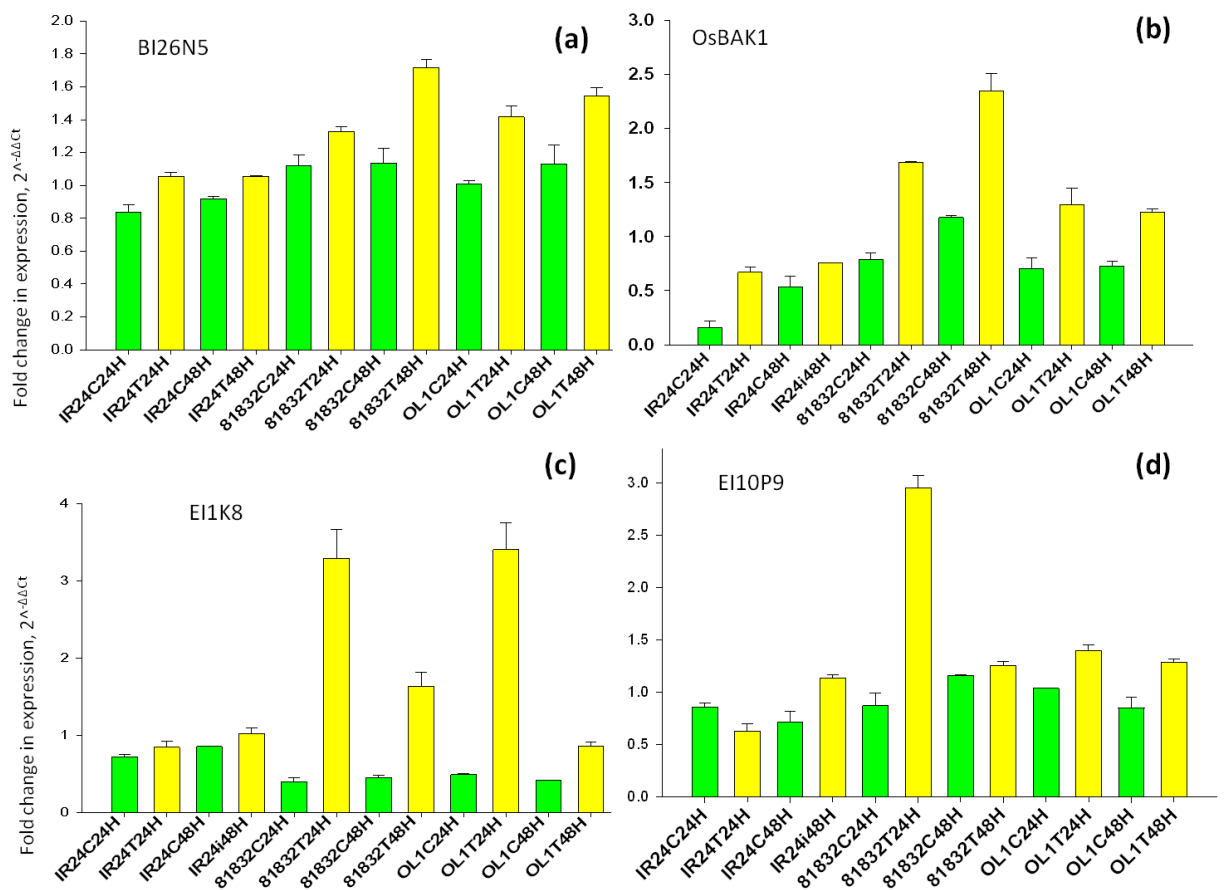 BI26N5
(a)
Fold change in expression, 2^-ΔΔCt
2.0
1.8
1.6
1.4
1.2
1.0
0.8
0.6
0.4
0.2
0.0
IR24C24H
IR24T24H
IR24C48H
IR24T48H
81832C24H
81832T24H
81832C48H
81832T48H
OL1C24H
OL1T24H
OL1C48H
OL1T48H
OsBAK1
(b)
3.0
2.5
2.0
1.5
1.0
0.5
0.0
IR24C24H
IR24T24H
IR24C48H
IR24i48H
81832C24H
81832T24H
81832C48H
81832T48H
OL1C24H
OL1T24H
OL1C48H
OL1T48H
EI1K8
(c)
Fold change in expression, 2^-ΔΔCt
4
3
2
1
0
IR24C24H
IR24T24H
IR24C48H
IR24i48H
81832C24H
81832T24H
81832C48H
81832T48H
OL1C24H
OL1T24H
OL1C48H
OL1T48H
EI10P9
(d)
3.0
2.5
2.0
1.5
1.0
0.5
0.0
IR24C24H
IR24T24H
IR24C48H
IR24i48H
81832C24H
81832T24H
81832C48H
81832T48H
OL1C24H
OL1T24H
OL1C48H
OL1T48H